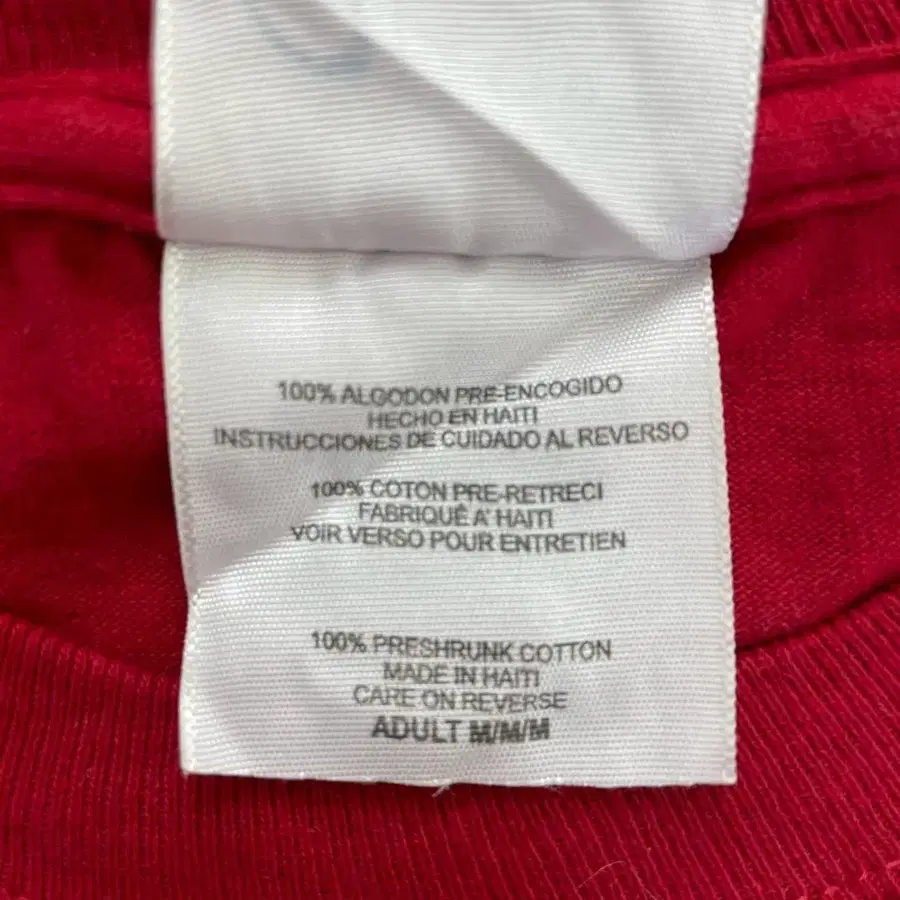 100% ALGODON PRE-ENCOGIDO
HECHO EN HAITI
INSTRUCCIONES DE CUIDADO AL REVERSO
100% COTON PRE-RETRECI
FABRIQUÉ A' HAITI
VOIR VERSO POUR ENTRETIEN
100% PRESHRUNK COTTON
MADE IN HAITI
CARE ON REVERSE
ADULT M/M/M